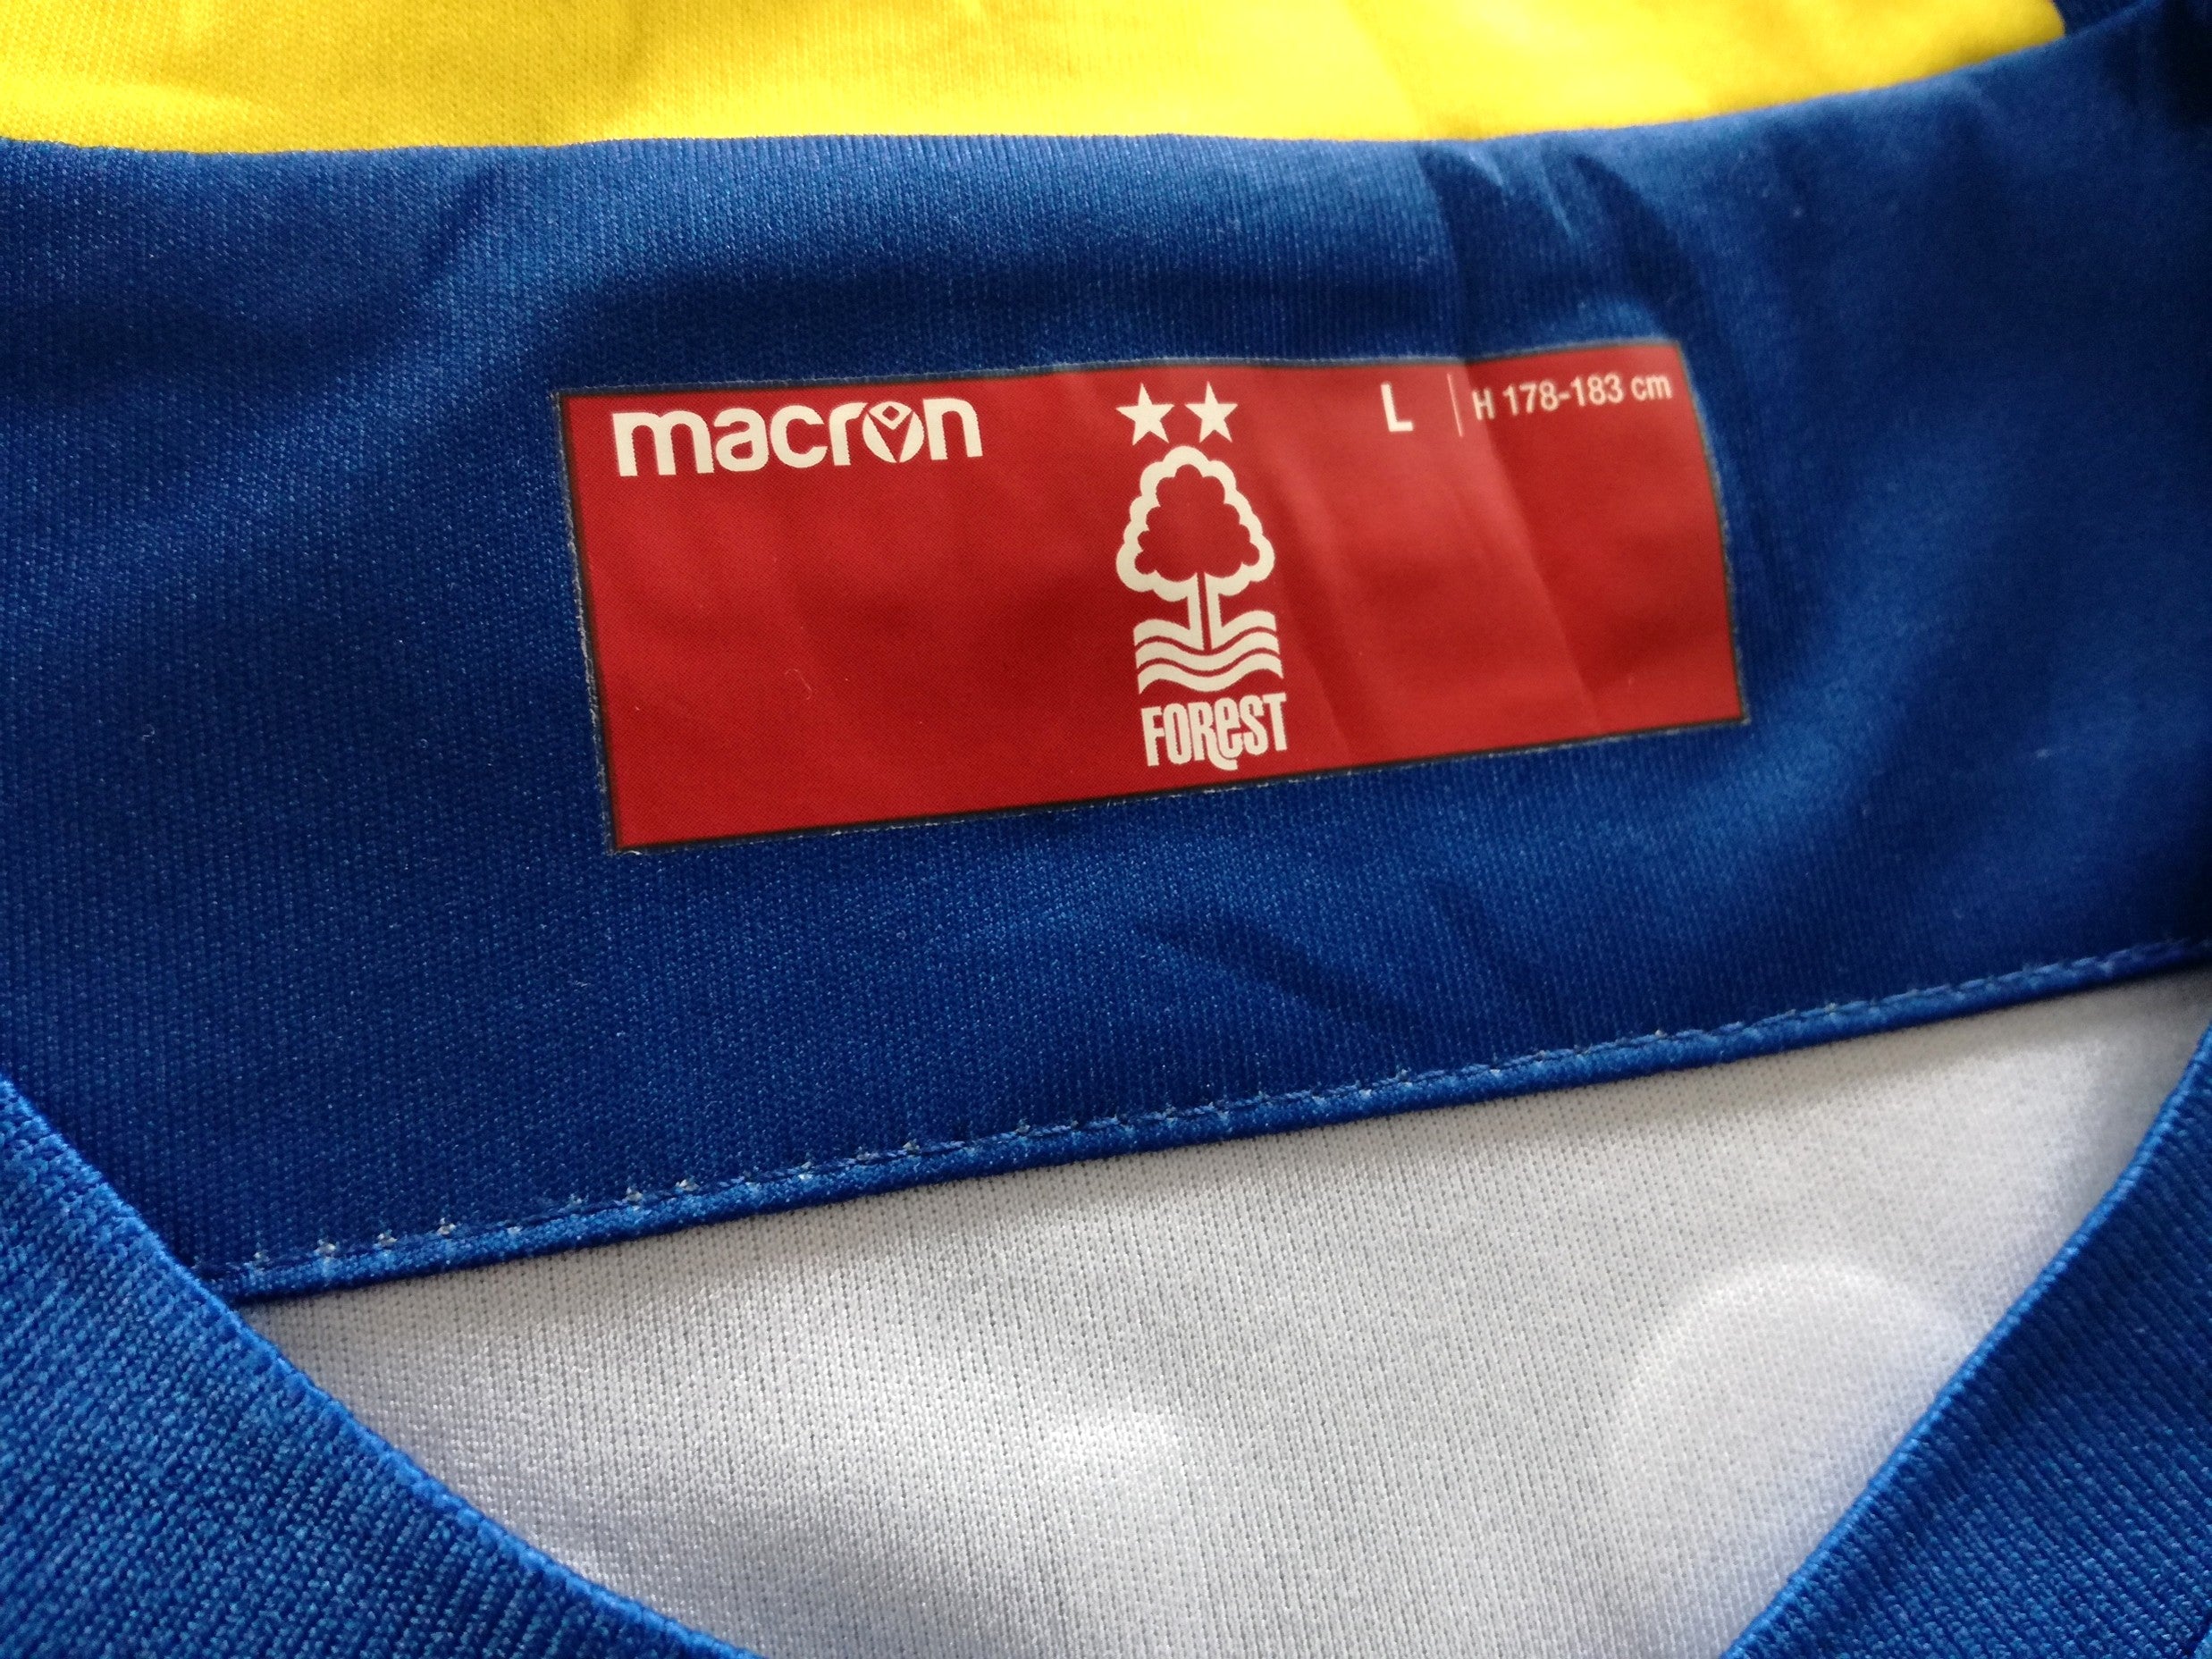 macron
L | H 178-183 cm
FOREST